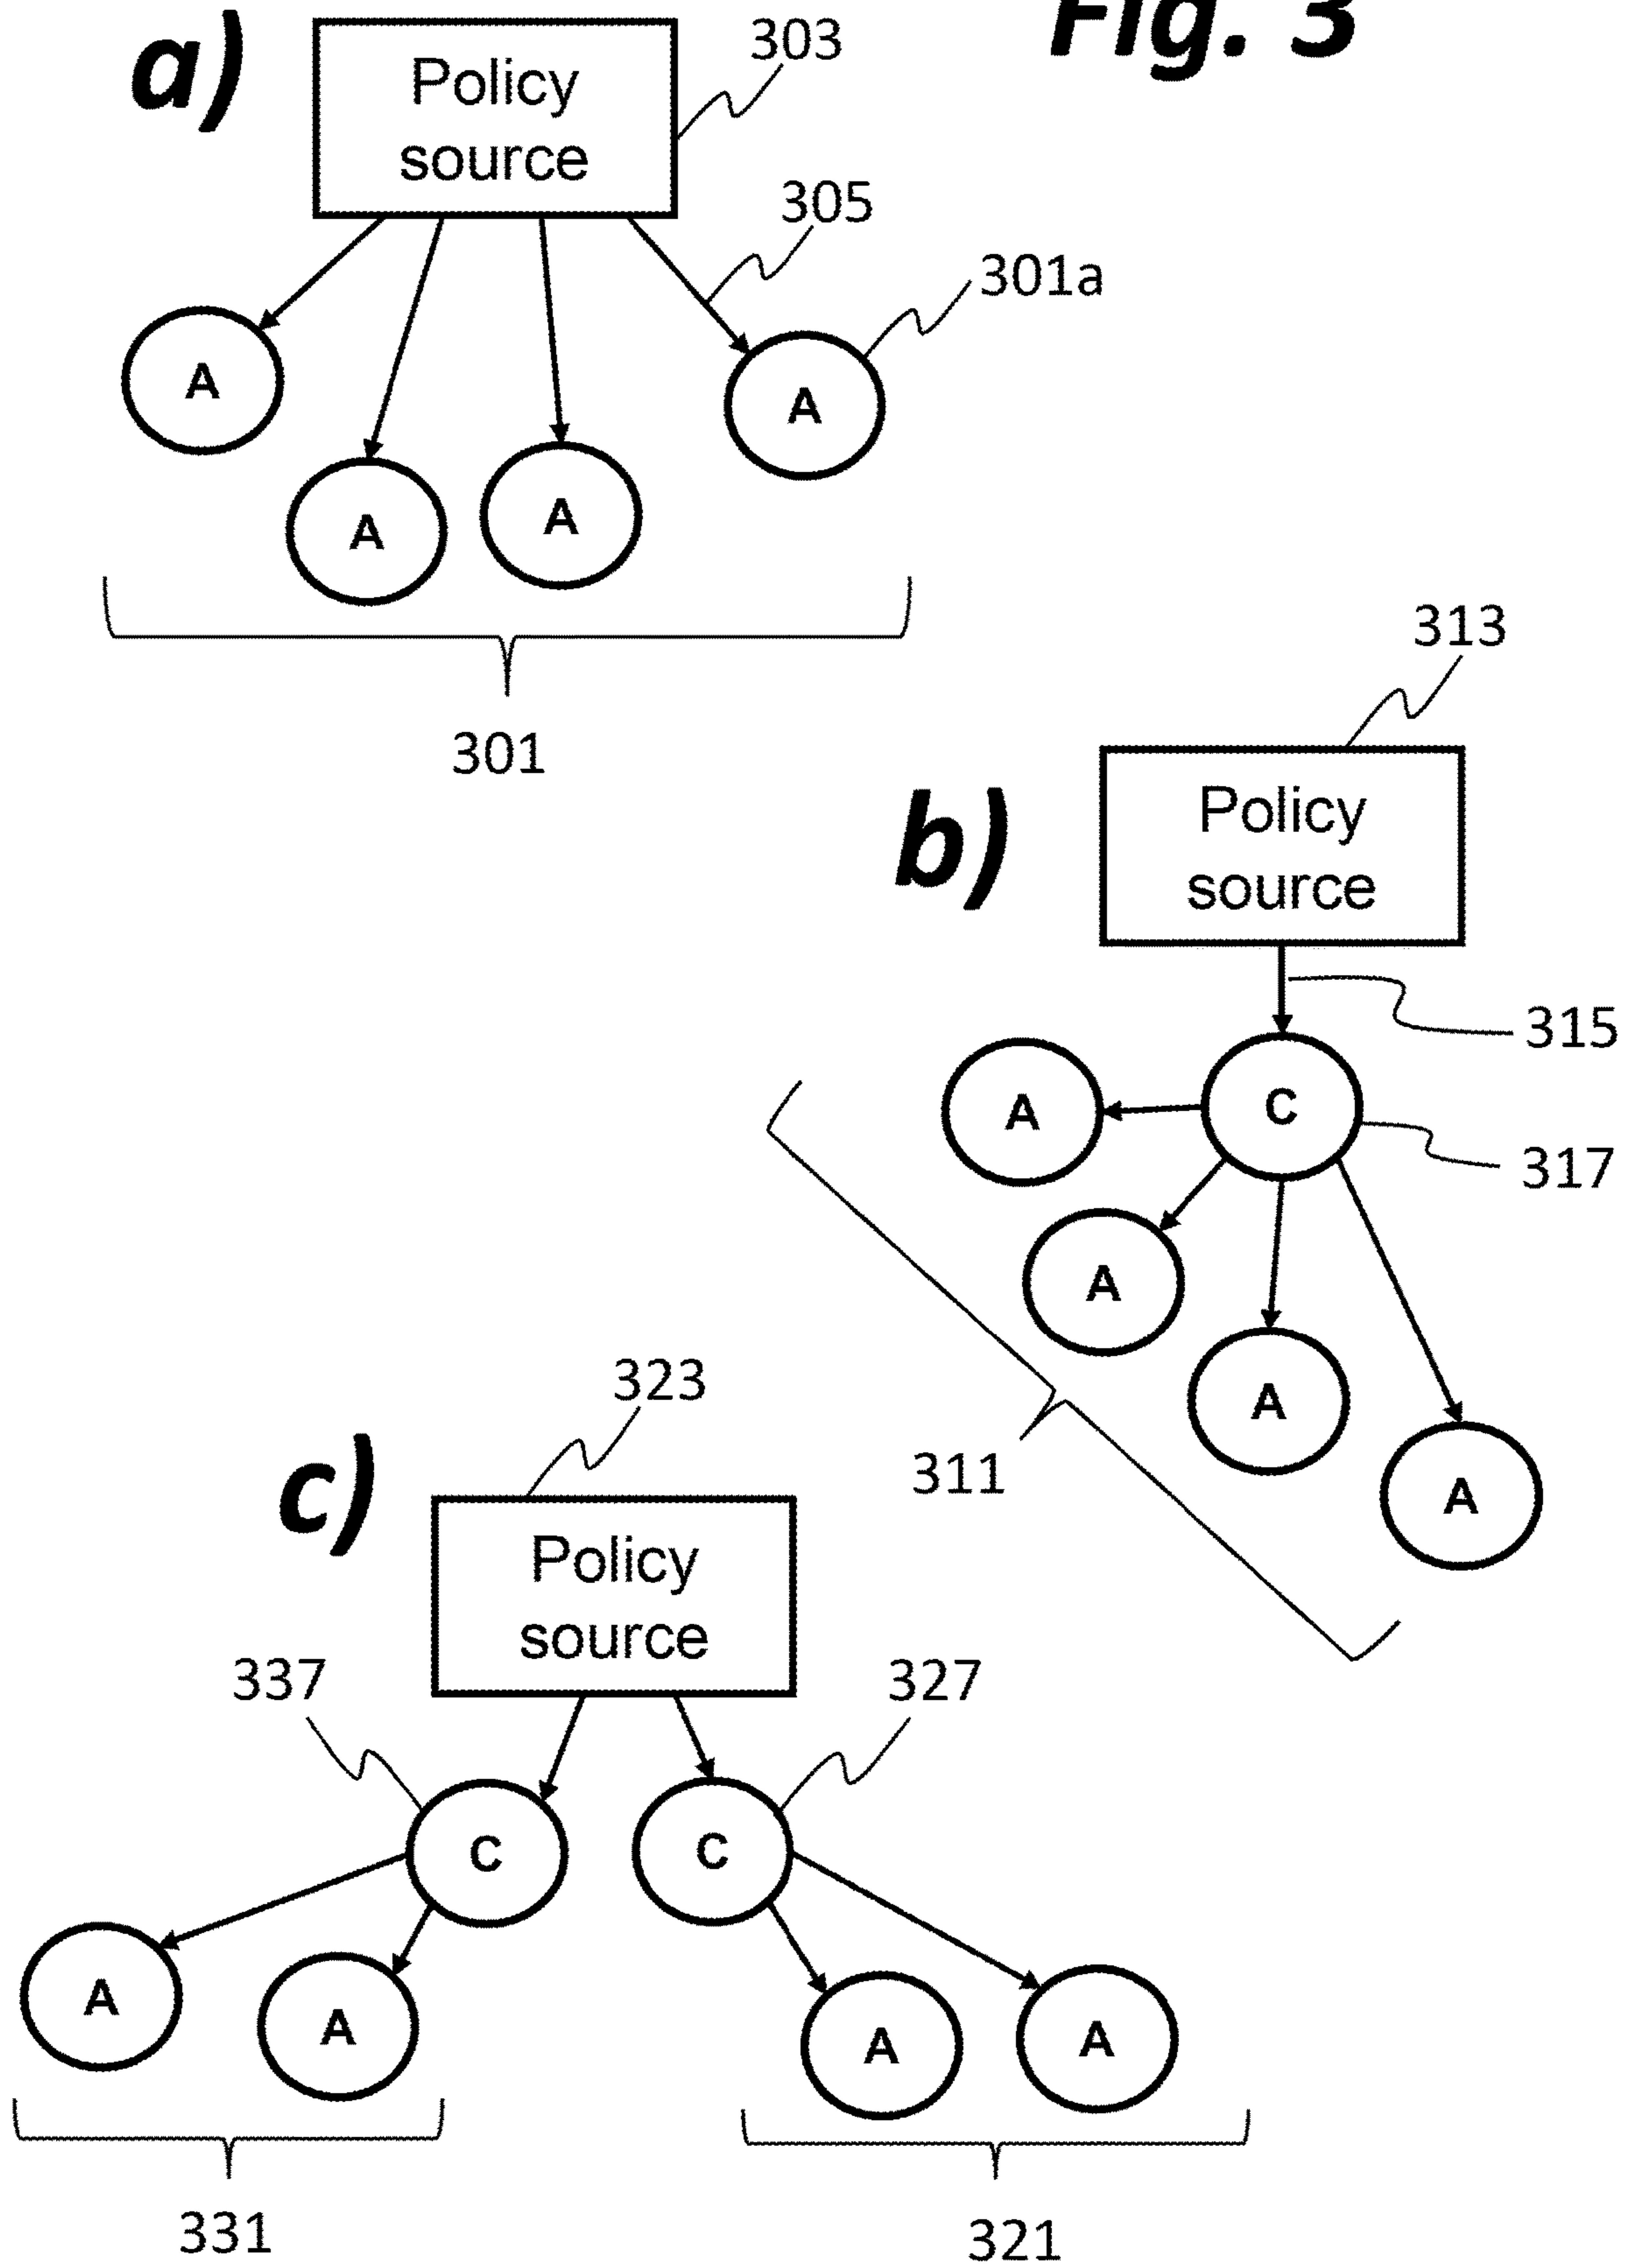 Fig. 3
a)
Policy
source
303
305
301a
A
A
A
A
301
313
b)
Policy
source
315
C
317
A
A
A
A
311
323
c)
Policy
source
337
327
C
C
A
A
A
A
331
321